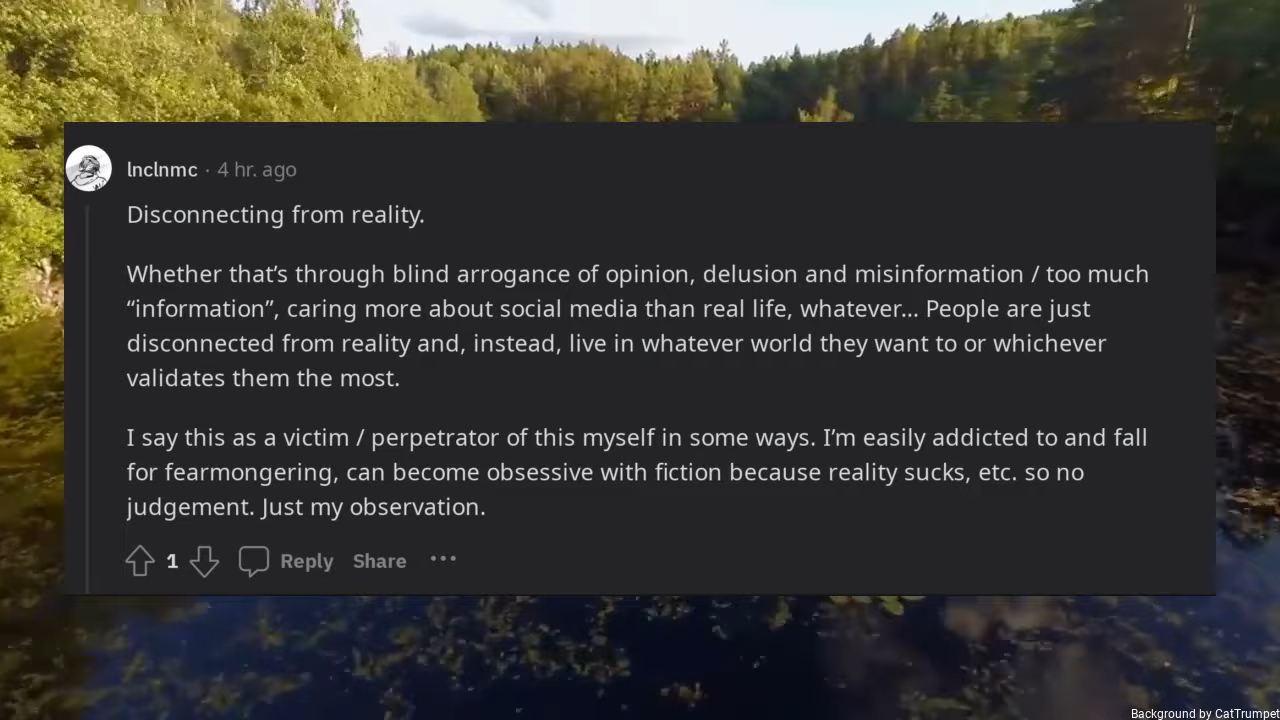 lnclnmc · 4 hr. ago
Disconnecting from reality.
Whether that’s through blind arrogance of opinion, delusion and misinformation / too much
“information”, caring more about social media than real life, whatever... People are just
disconnected from reality and, instead, live in whatever world they want to or whichever
validates them the most.
I say this as a victim / perpetrator of this myself in some ways. I’m easily addicted to and fall
for fearmongering, can become obsessive with fiction because reality sucks, etc. so no
judgement. Just my observation.
1 Reply Share ...
Background by CatTrumpet